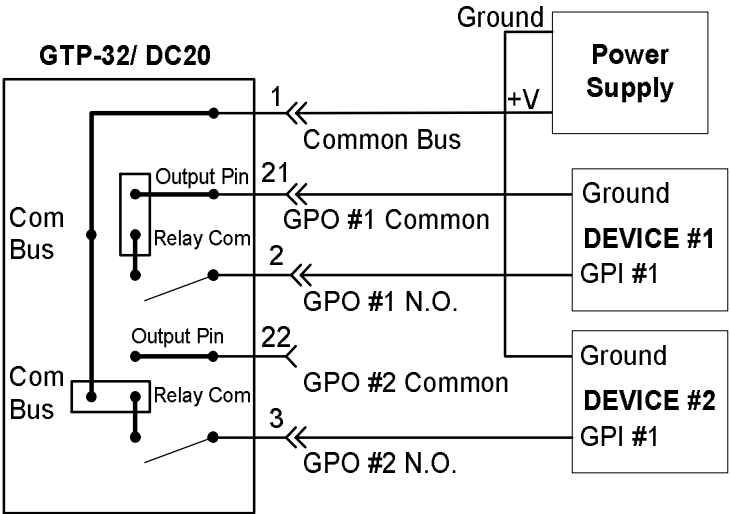 Ground
GTP-32/ DC20
Power
Supply
1
+V
Common Bus
Output Pin
21
Ground
GPO #1 Common
Com
Bus
Relay Com
2
DEVICE #1
GPI #1
GPO #1 N.O.
Output Pin
22
Ground
GPO #2 Common
Com
Bus
Relay Com
3
DEVICE #2
GPI #1
GPO #2 N.O.